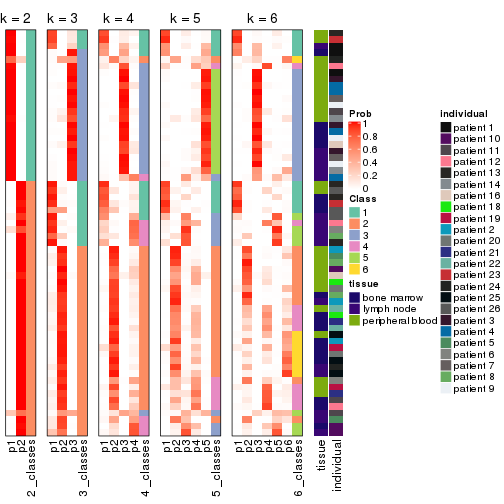 k = 2
k = 3
k = 4
k = 5
k = 6
Prob
1
0.8
0.6
0.4
0.2
0
Class
1
2
3
4
5
6
tissue
bone marrow
lymph node
peripheral blood
individual
patient 1
patient 10
patient 11
patient 12
patient 13
patient 14
patient 16
patient 18
patient 19
patient 2
patient 20
patient 21
patient 22
patient 23
patient 24
patient 25
patient 26
patient 3
patient 4
patient 5
patient 6
patient 7
patient 8
patient 9
p1
p2
2_classes
p1
p2
p3
3_classes
p1
p2
p3
p4
4_classes
p1
p2
p3
p4
p5
5_classes
p1
p2
p3
p4
p5
p6
6_classes
tissue
individual